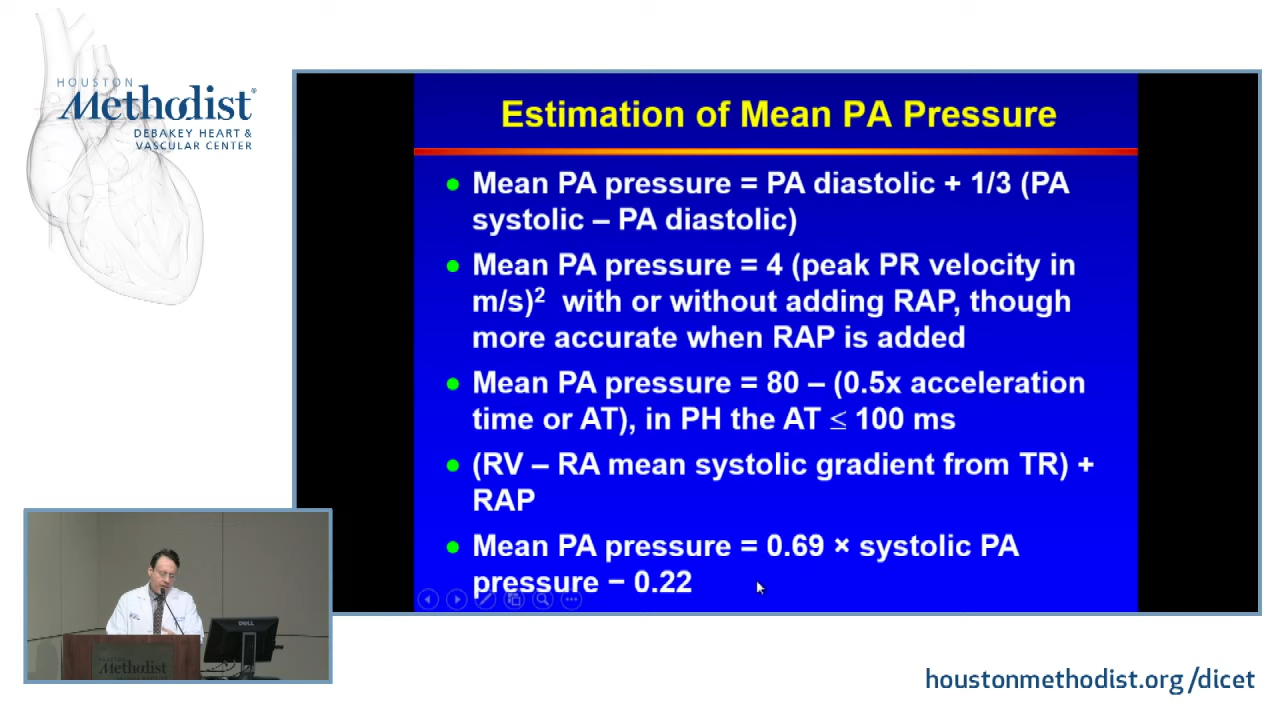 HOUSTON
Methodist®
DEBAKEY HEART &
VASCULAR CENTER
Estimation of Mean PA Pressure
• Mean PA pressure = PA diastolic + 1/3 (PA
systolic – PA diastolic)
• Mean PA pressure = 4 (peak PR velocity in
m/s)² with or without adding RAP, though
more accurate when RAP is added
• Mean PA pressure = 80 – (0.5x acceleration
time or AT), in PH the AT ≤ 100 ms
• (RV – RA mean systolic gradient from TR) +
RAP
• Mean PA pressure = 0.69 × systolic PA
pressure − 0.22
DELL
HOUSTON
Methodist
houstonmethodist.org/dicet